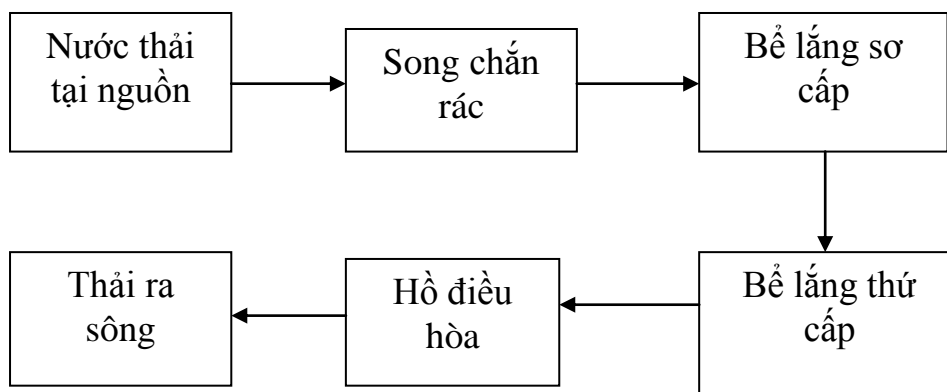 Nước thải
tại nguồn
Song chắn
rác
Bể lắng sơ
cấp
Bể lắng thứ
cấp
Hồ điều
hòa
Thải ra
sông